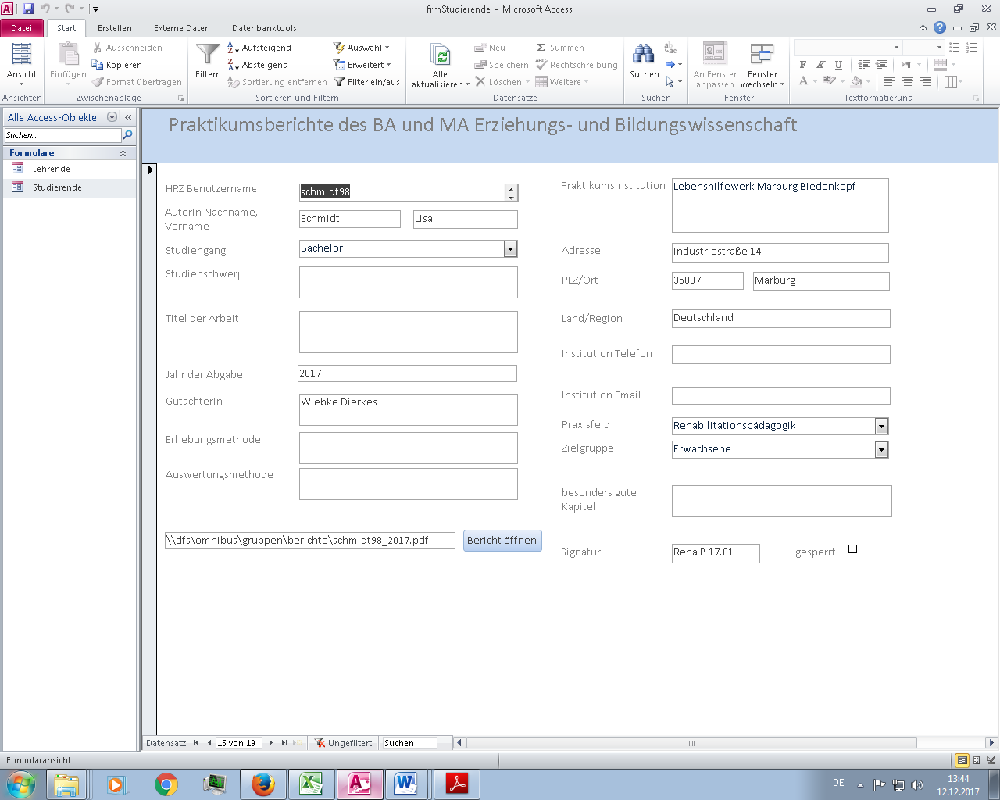 frmStudierende - Microsoft Access
Datei Start Erstellen Externe Daten Datenbanktools
Ansicht
Ansichten
Einfügen
Ausschneiden
Kopieren
Format übertragen
Zwischenablage
Filtern
Aufsteigend
Absteigend
Sortierung entfernen
Auswahl
Erweitert
Filter ein/aus
Sortieren und Filtern
Alle aktualisieren
Neu
Speichern
Löschen
Summen
Rechtschreibung
Weitere
Datensätze
Suchen
Suchen
An Fenster anpassen
Fenster wechseln
Fenster
F K U
Textformatierung
Alle Access-Objekte
Suchen...
Formulare
Lehrende
Studierende
Praktikumsberichte des BA und MA Erziehungs- und Bildungswissenschaft
HRZ Benutzername schmidt98
AutorIn Nachname, Vorname Schmidt Lisa
Studiengang Bachelor
Studienschwerp
Titel der Arbeit
Jahr der Abgabe 2017
GutachterIn Wiebke Dierkes
Erhebungsmethode
Auswertungsmethode
\\dfs\omnibus\gruppen\berichte\schmidt98_2017.pdf Bericht öffnen
Praktikumsinstitution Lebenshilfewerk Marburg Biedenkopf
Adresse Industriestraße 14
PLZ/Ort 35037 Marburg
Land/Region Deutschland
Institution Telefon
Institution Email
Praxisfeld Rehabilitationspädagogik
Zielgruppe Erwachsene
besonders gute Kapitel
Signatur Reha B 17.01 gesperrt
Datensatz: 15 von 19 Ungefiltert Suchen
Formularansicht
DE
13:44
12.12.2017